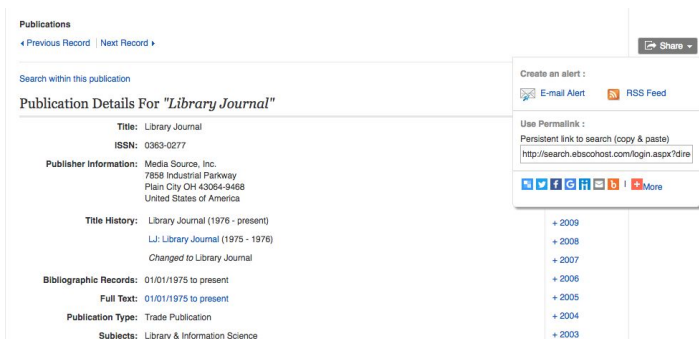 Publications
Previous Record | Next Record
Share
Search within this publication
Publication Details For "Library Journal"
Title: Library Journal
ISSN: 0363-0277
Publisher Information: Media Source, Inc.
7858 Industrial Parkway
Plain City OH 43064-9468
United States of America
Title History: Library Journal (1976 - present)
LJ: Library Journal (1975 - 1976)
Changed to Library Journal
Bibliographic Records: 01/01/1975 to present
Full Text: 01/01/1975 to present
Publication Type: Trade Publication
Subjects: Library & Information Science
Create an alert :
E-mail Alert
RSS Feed
Use Permalink :
Persistent link to search (copy & paste)
http://search.ebscohost.com/login.aspx?dire
More
+ 2009
+ 2008
+ 2007
+ 2006
+ 2005
+ 2004
+ 2003